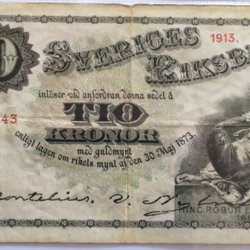 SVERIGES
1913.
RIKSB
inlöser vid anfordran denna sedel å
TIO
43
KRONOR
med guldmynt
enligt lagen om rikets mynt af den 30 Maj 1873.